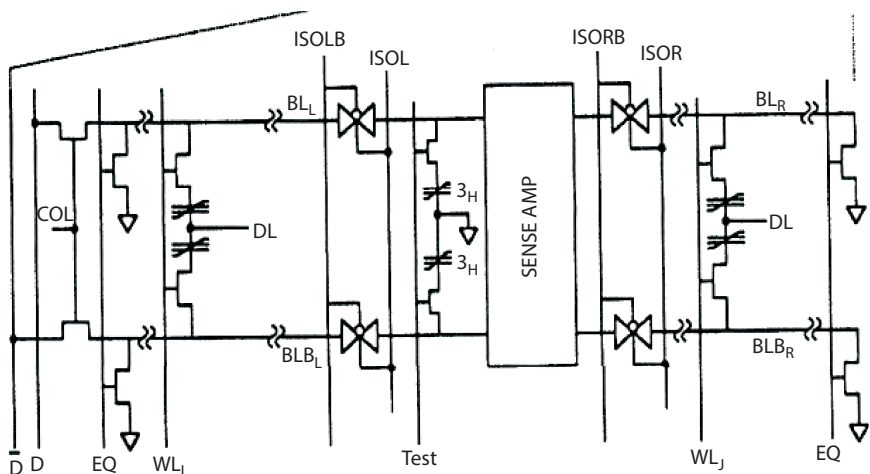 ISOLB
ISOL
ISORB
ISOR
BL_L
BL_R
COL
3_H
DL
3_H
SENSE AMP
DL
BLB_L
BLB_R
D̅
D
EQ
WL_I
Test
WL_J
EQ